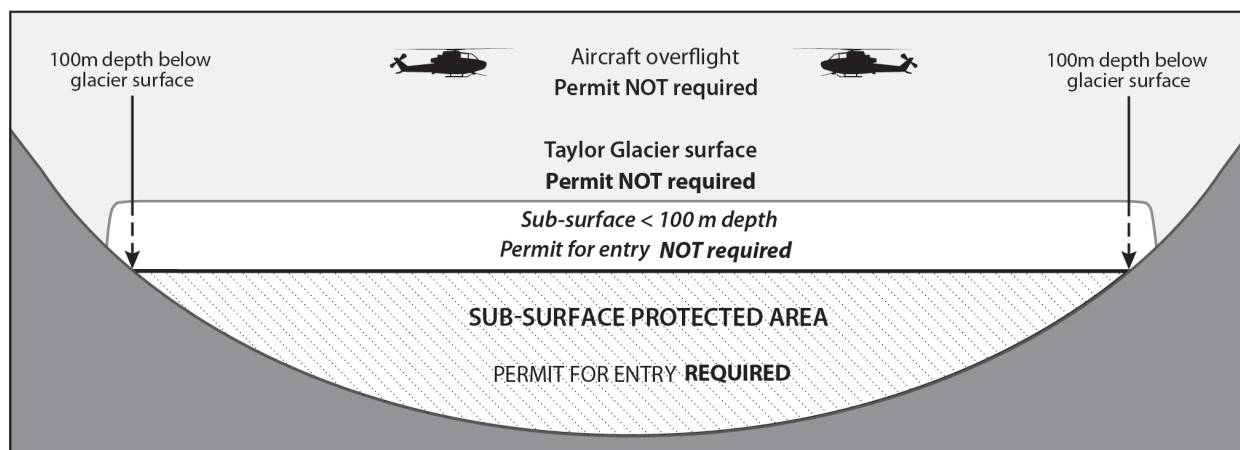 100m depth below
glacier surface
Aircraft overflight
Permit NOT required
100m depth below
glacier surface
Taylor Glacier surface
Permit NOT required
Sub-surface < 100 m depth
Permit for entry NOT required
SUB-SURFACE PROTECTED AREA
PERMIT FOR ENTRY REQUIRED